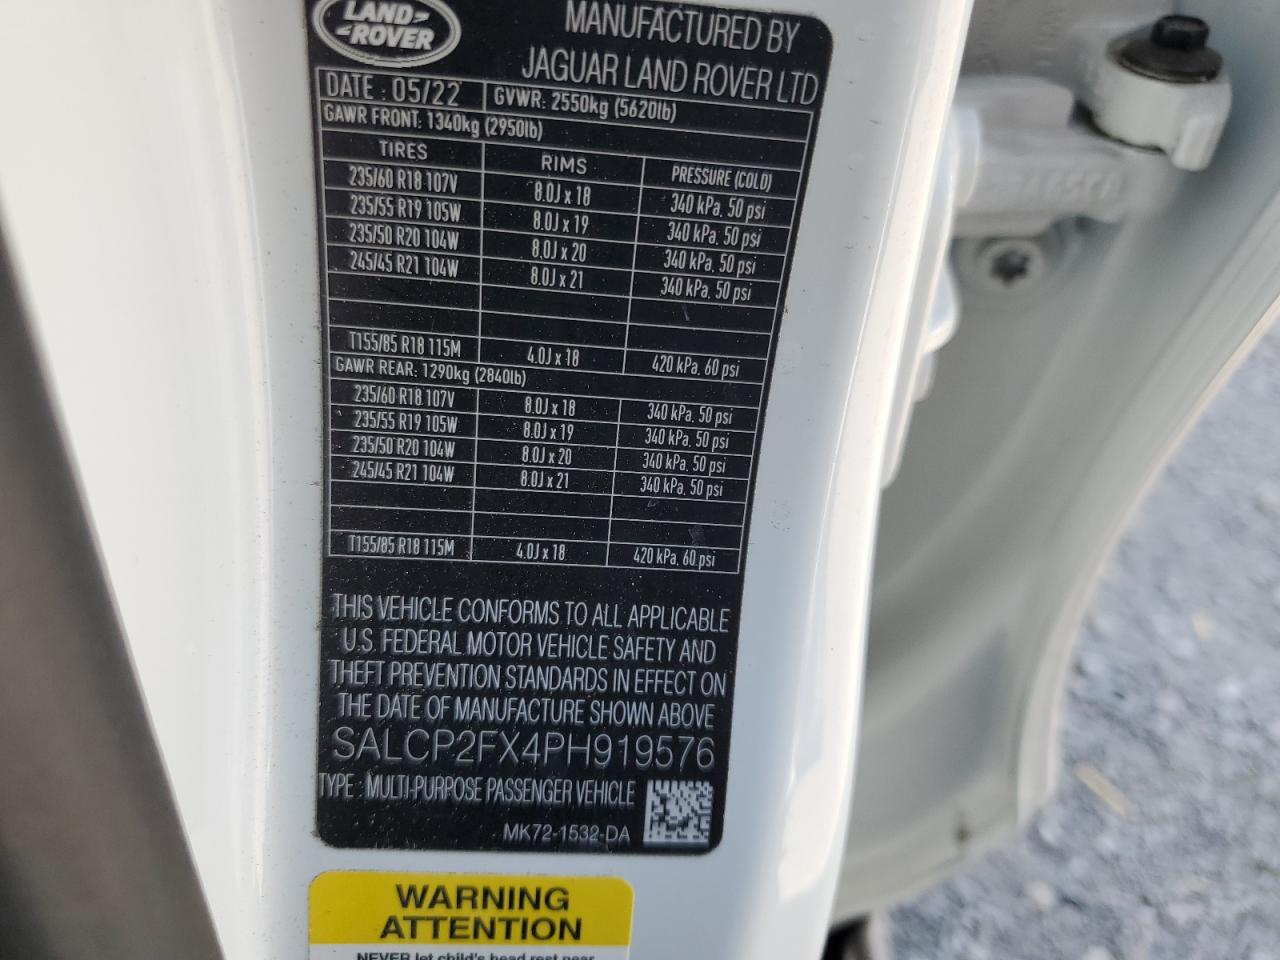 LAND-
-ROVER
MANUFACTURED BY
JAGUAR LAND ROVER LTD
DATE : 05/22 GVWR: 2550kg (5620lb)
GAWR FRONT: 1340kg (2950lb)
TIRES RIMS PRESSURE (COLD)
235/60 R18 107V 8.0J x 18 340 kPa, 50 psi
235/55 R19 105W 8.0J x 19 340 kPa, 50 psi
235/50 R20 104W 8.0J x 20 340 kPa, 50 psi
245/45 R21 104W 8.0J x 21 340 kPa, 50 psi
T155/85 R18 115M 4.0J x 18 420 kPa, 60 psi
GAWR REAR: 1290kg (2840lb)
235/60 R18 107V 8.0J x 18 340 kPa, 50 psi
235/55 R19 105W 8.0J x 19 340 kPa, 50 psi
235/50 R20 104W 8.0J x 20 340 kPa, 50 psi
245/45 R21 104W 8.0J x 21 340 kPa, 50 psi
T155/85 R18 115M 4.0J x 18 420 kPa, 60 psi
THIS VEHICLE CONFORMS TO ALL APPLICABLE
U.S. FEDERAL MOTOR VEHICLE SAFETY AND
THEFT PREVENTION STANDARDS IN EFFECT ON
THE DATE OF MANUFACTURE SHOWN ABOVE
SALCP2FX4PH919576
TYPE : MULTI-PURPOSE PASSENGER VEHICLE
MK72-1532-DA
WARNING
ATTENTION
NEVER let child's head rest near